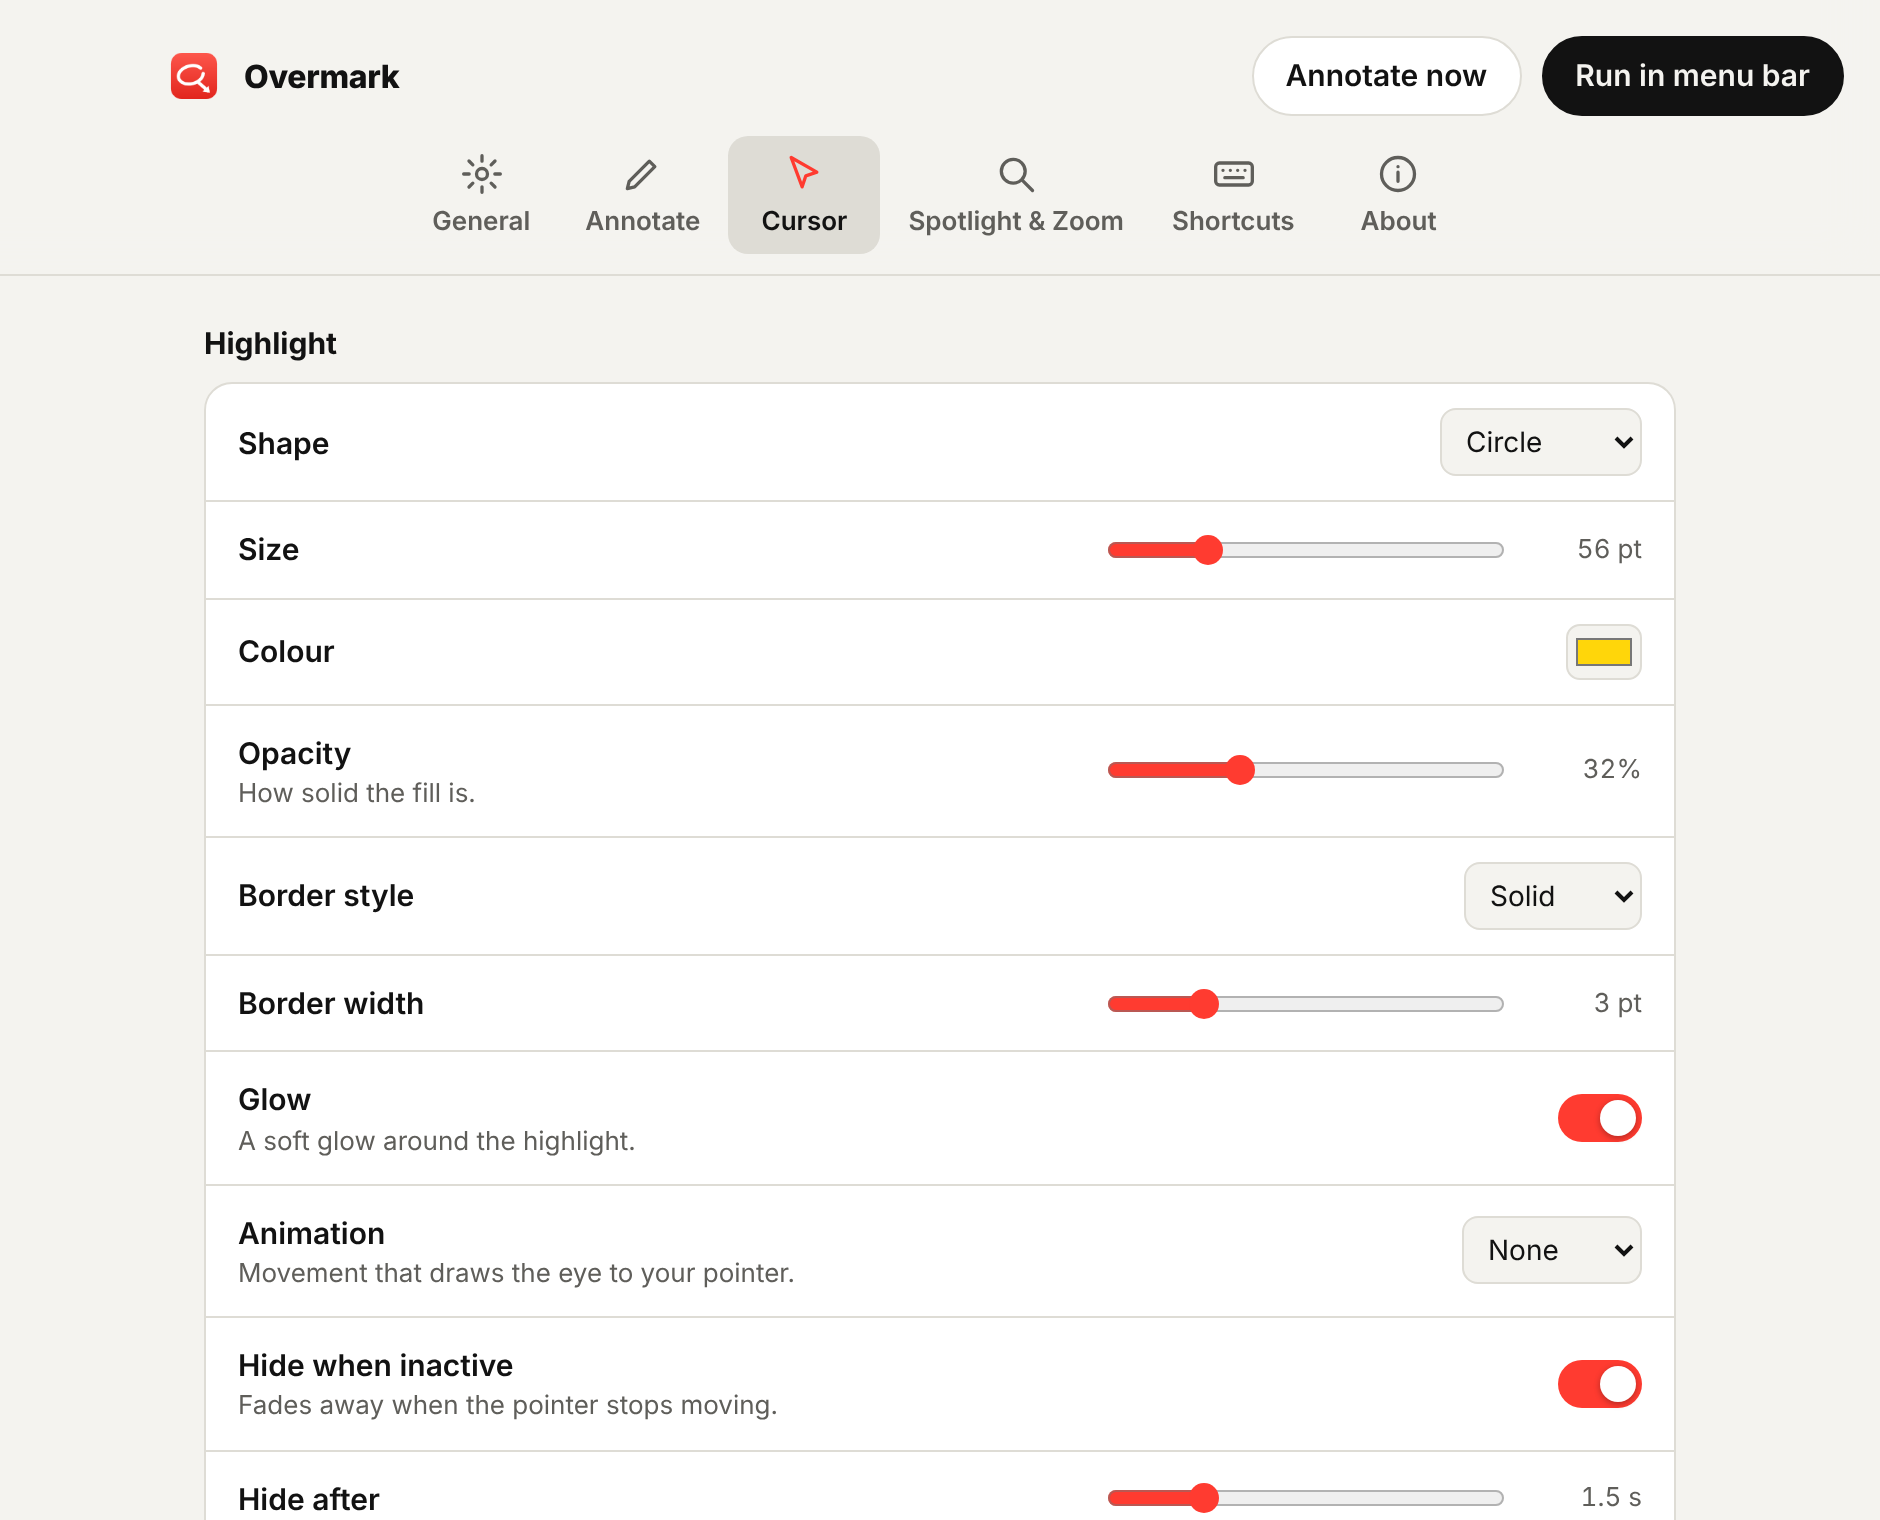 Overmark
Annotate now
Run in menu bar
General
Annotate
Cursor
Spotlight & Zoom
Shortcuts
About
Highlight
Shape
Circle
Size
56 pt
Colour
Opacity
How solid the fill is.
32%
Border style
Solid
Border width
3 pt
Glow
A soft glow around the highlight.
Animation
Movement that draws the eye to your pointer.
None
Hide when inactive
Fades away when the pointer stops moving.
Hide after
1.5 s